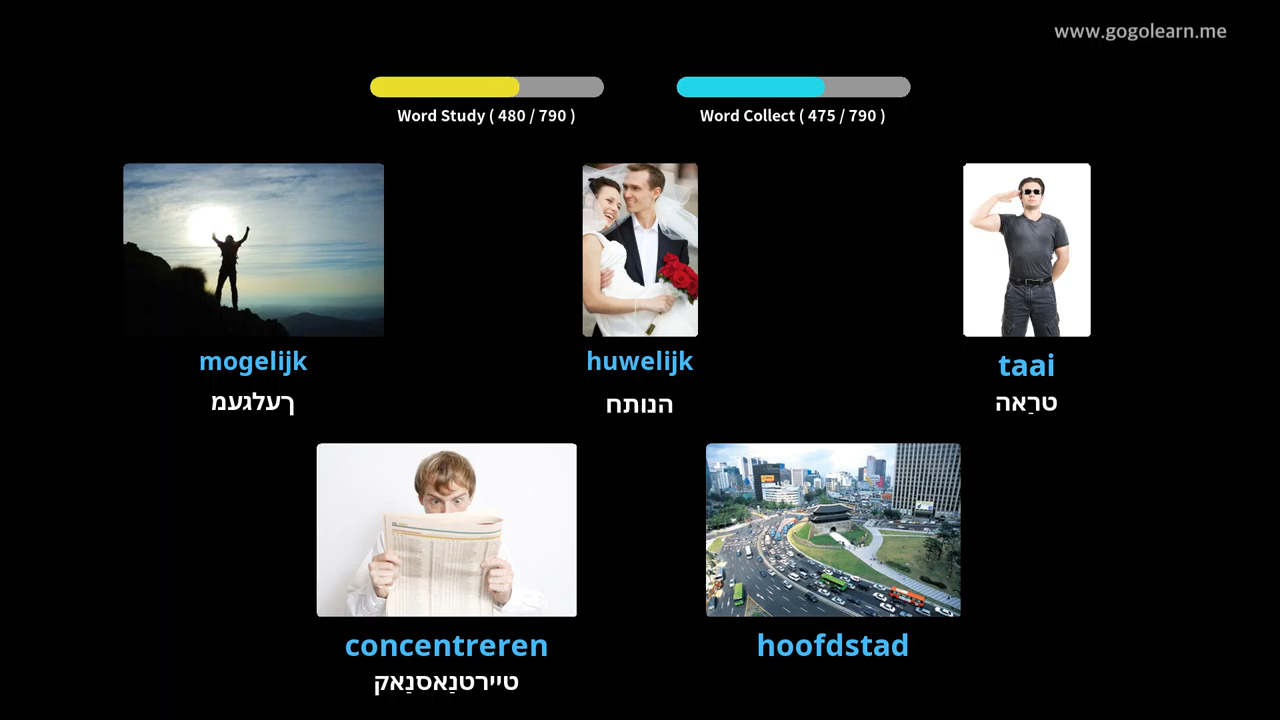 www.gogolearn.me
Word Study ( 480 / 790 )
Word Collect ( 475 / 790 )
mogelijk
huwelijk
taai
ךעלגעמ
הנותח
טרַאה
concentreren
hoofdstad
טיירטנַאסנַאק